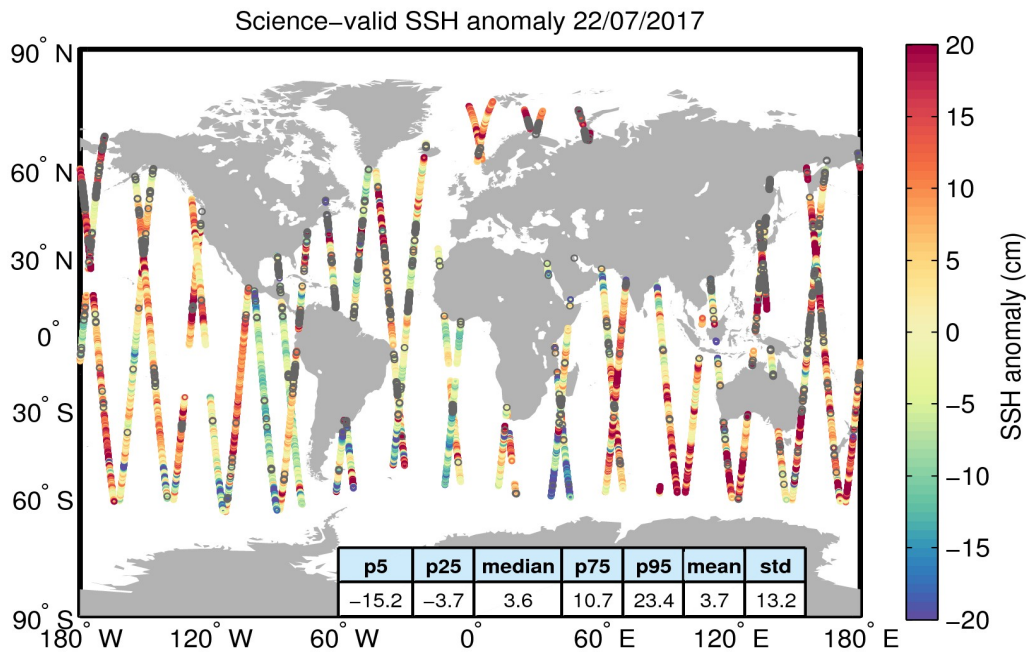 Science−valid SSH anomaly 22/07/2017
90° N
60° N
30° N
0°
30° S
60° S
90° S
180° W
120° W
60° W
0°
60° E
120° E
180° E
p5 p25 median p75 p95 mean std
−15.2 −3.7 3.6 10.7 23.4 3.7 13.2
20
15
10
5
0
−5
−10
−15
−20
SSH anomaly (cm)